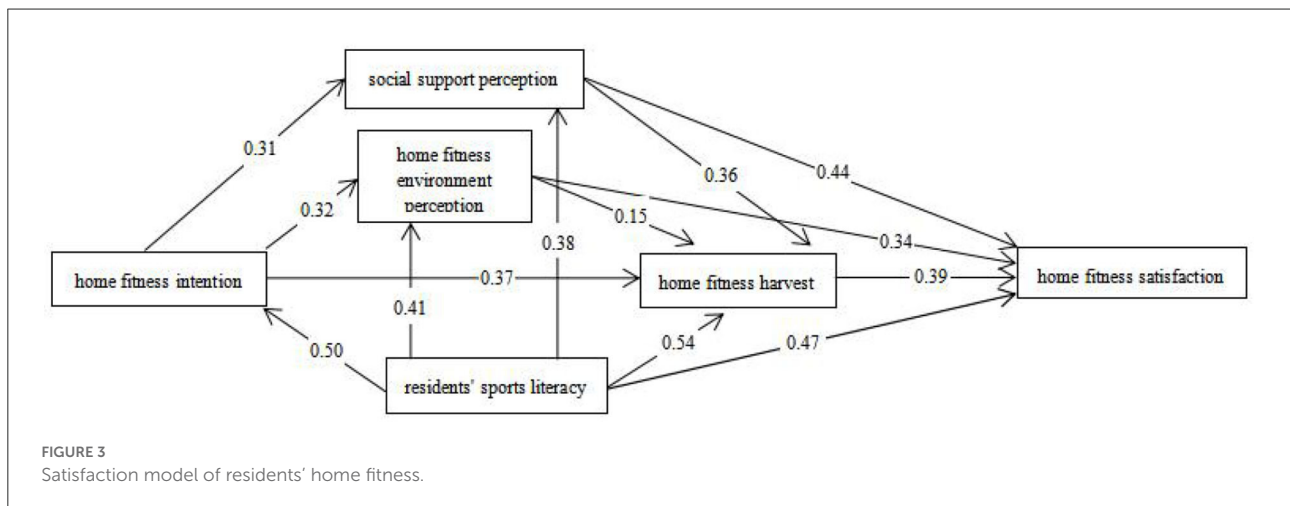 social support perception
0.31
home fitness
environment
perception
0.36
0.44
0.32
0.15
0.38
0.34
home fitness intention
0.37
home fitness harvest
0.39
home fitness satisfaction
0.41
0.50
0.54
0.47
residents' sports literacy
FIGURE 3
Satisfaction model of residents' home fitness.